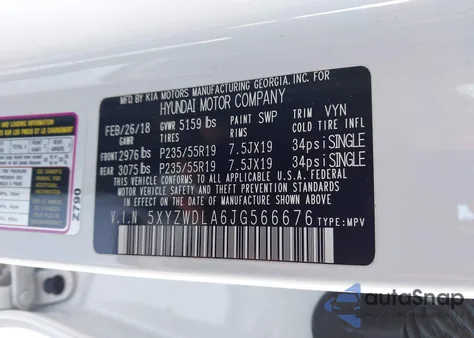 MFD. BY KIA MOTORS MANUFACTURING GEORGIA, INC. FOR
HYUNDAI MOTOR COMPANY
FEB/26/18 GVWR 5159 lbs PAINT SWP TRIM VYN
GAWR RIMS COLD TIRE INFL
FRONT 2976 lbs P235/55R19 7.5JX19 34psi SINGLE
REAR 3075 lbs P235/55R19 7.5JX19 34psi SINGLE
THIS VEHICLE CONFORMS TO ALL APPLICABLE U.S.A. FEDERAL
MOTOR VEHICLE SAFETY, BUMPER, AND THEFT PREVENTION
STANDARDS IN EFFECT ON THE DATE OF MANUFACTURE
SHOWN ABOVE.
V.I.N. 5XYZWDLA6JG566676 TYPE:MPV
AND LOADING
Z790
autoSnap